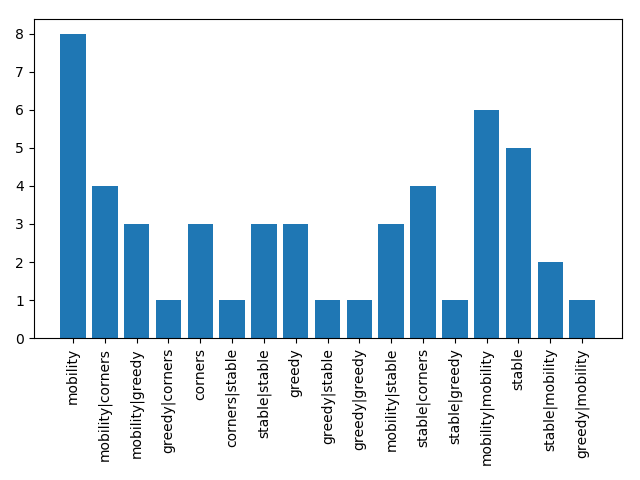 8
7
6
5
4
3
2
1
0
mobility
mobility|corners
mobility|greedy
greedy|corners
corners
corners|stable
stable|stable
greedy
greedy|stable
greedy|greedy
mobility|stable
stable|corners
stable|greedy
mobility|mobility
stable
stable|mobility
greedy|mobility